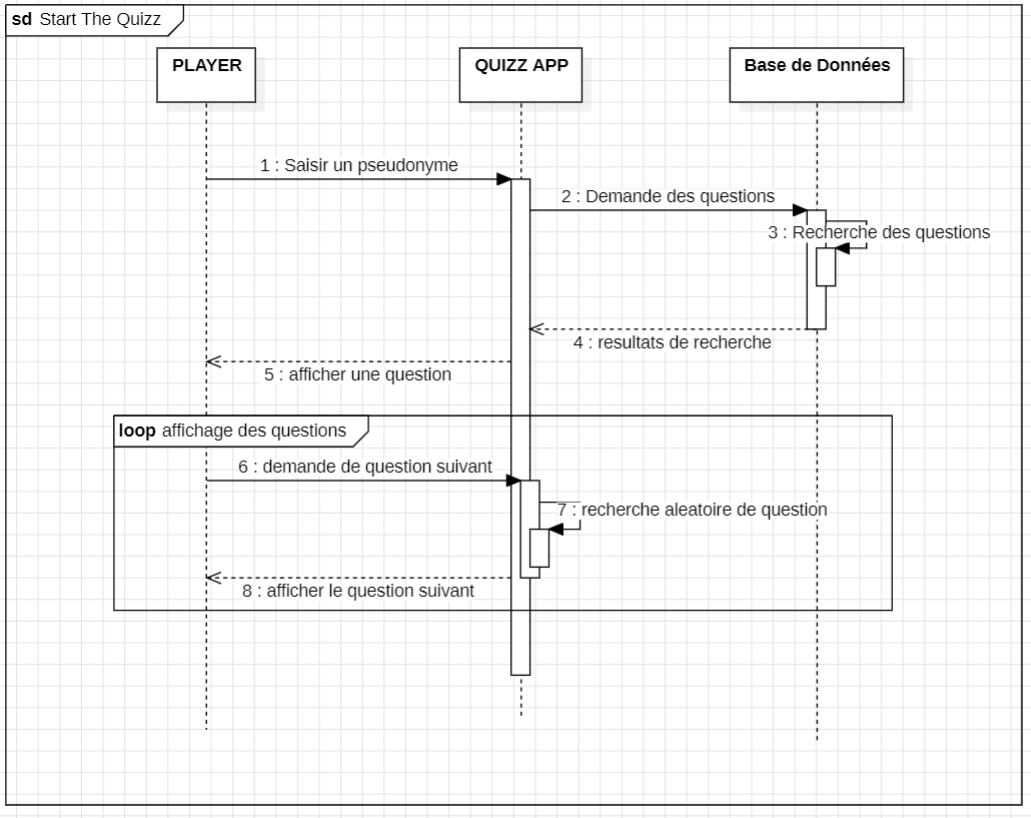 sd Start The Quizz
PLAYER
QUIZZ APP
Base de Données
1 : Saisir un pseudonyme
2 : Demande des questions
3 : Recherche des questions
4 : resultats de recherche
5 : afficher une question
loop affichage des questions
6 : demande de question suivant
7 : recherche aleatoire de question
8 : afficher le question suivant